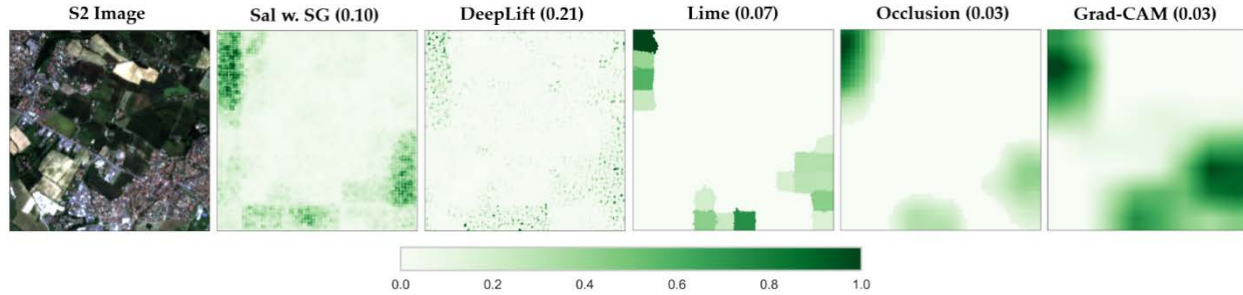 S2 Image
Sal w. SG (0.10)
DeepLift (0.21)
Lime (0.07)
Occlusion (0.03)
Grad-CAM (0.03)
0.0 0.2 0.4 0.6 0.8 1.0